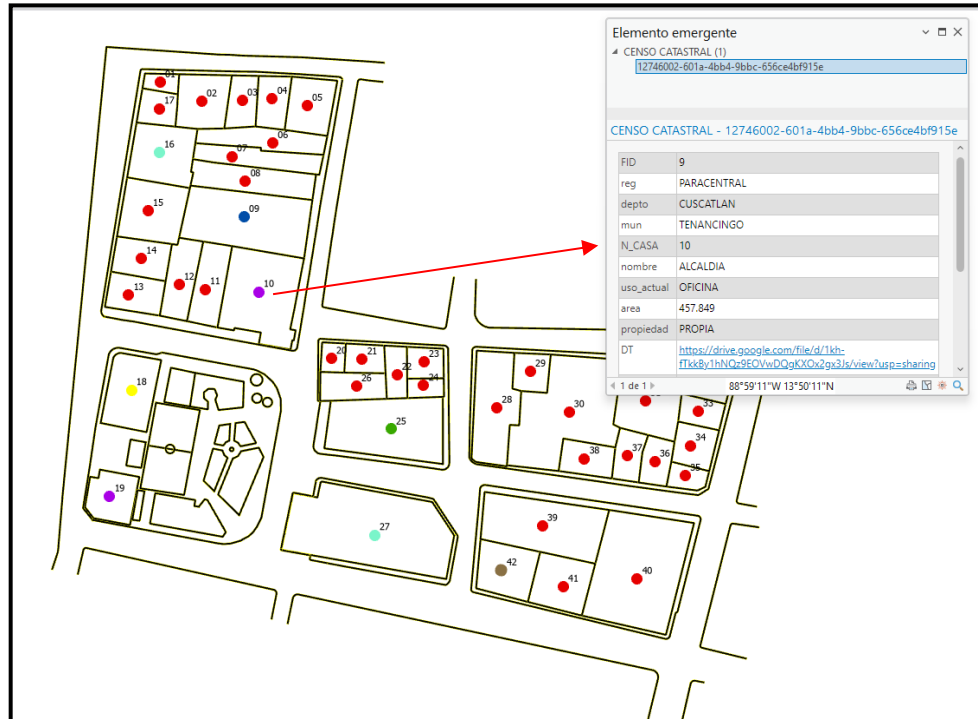 Elemento emergente
CENSO CATASTRAL (1)
12746002-601a-4bb4-9bbc-656ce4bf915e
CENSO CATASTRAL - 12746002-601a-4bb4-9bbc-656ce4bf915e
FID 9
reg PARACENTRAL
depto CUSCATLAN
mun TENANCINGO
N_CASA 10
nombre ALCALDIA
uso_actual OFICINA
area 457.849
propiedad PROPIA
DT https://drive.google.com/file/d/1kh-
fTkkBy1hNQz9EOVwDQgKXOx2gx3Js/view?usp=sharing
1 de 1 88°59'11"W 13°50'11"N
01
02
03
04
05
17
06
16
07
08
15
09
14
12
11
10
13
20
21
22
23
26
24
29
18
28
30
33
25
34
38
37
36
35
19
27
39
42
41
40